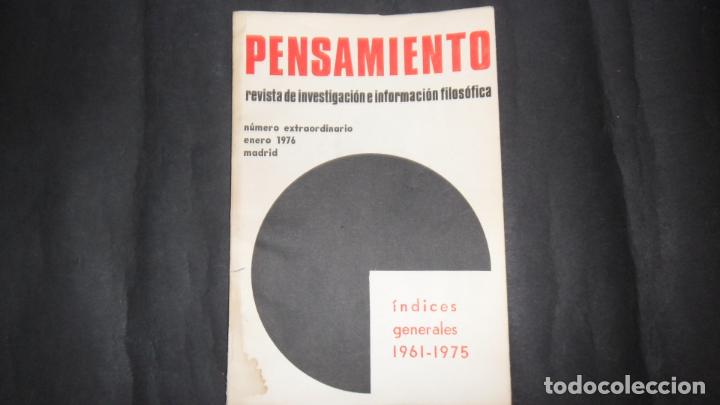 PENSAMIENTO
revista de investigación e información filosófica
número extraordinario
enero 1976
madrid
índices
generales
1961-1975
todocoleccion